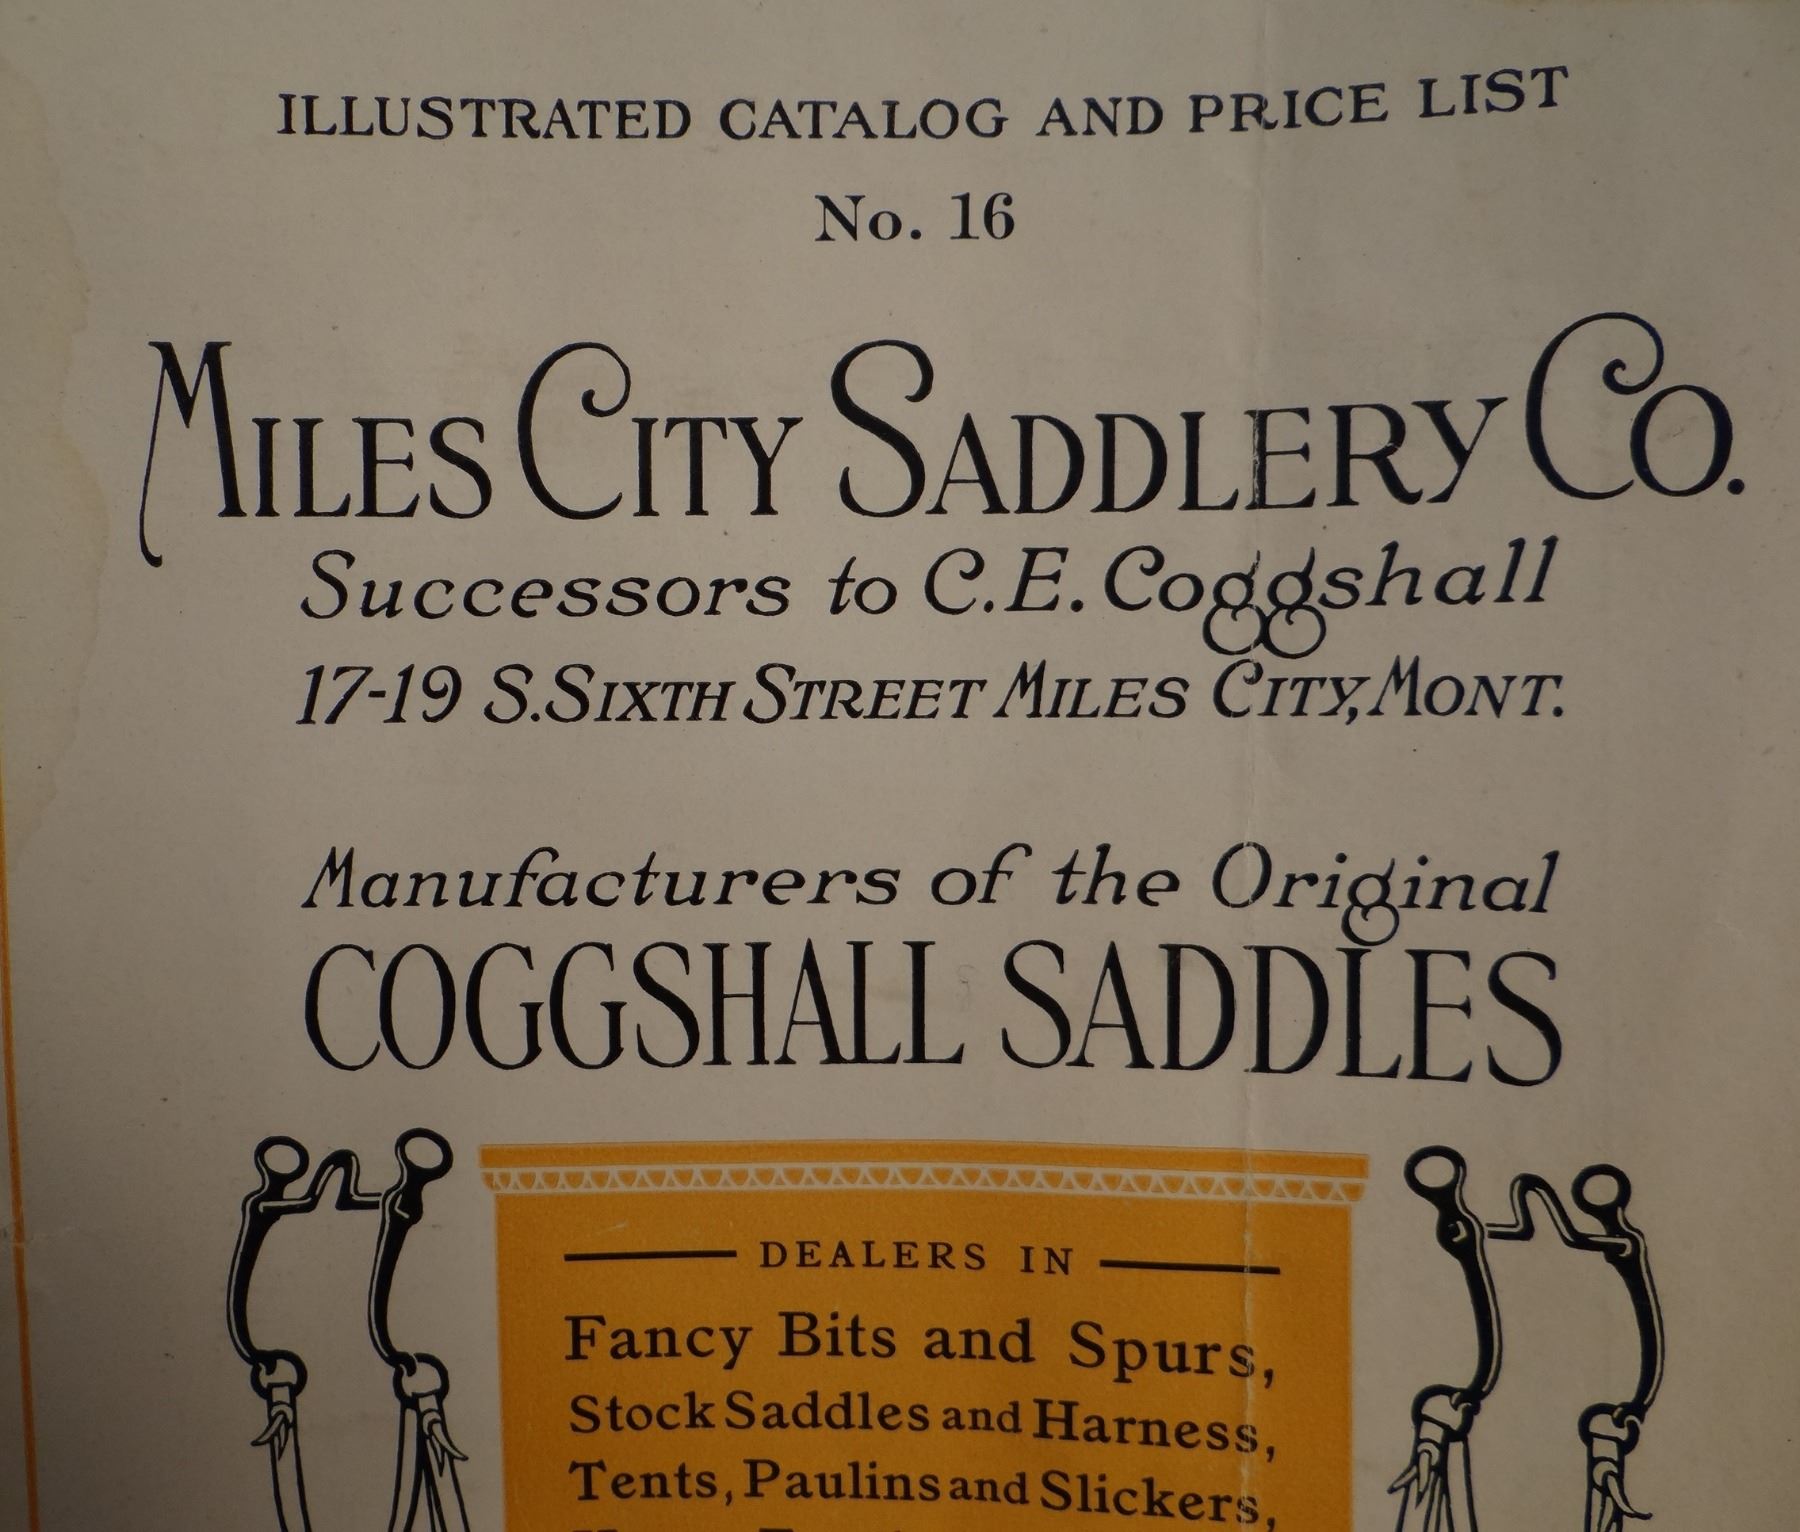 ILLUSTRATED CATALOG AND PRICE LIST
No. 16
MILES CITY SADDLERY CO.
Successors to C.E. Coggshall
17-19 S. SIXTH STREET MILES CITY, MONT.
Manufacturers of the Original
COGGSHALL SADDLES
DEALERS IN
Fancy Bits and Spurs,
Stock Saddles and Harness,
Tents, Paulins and Slickers,